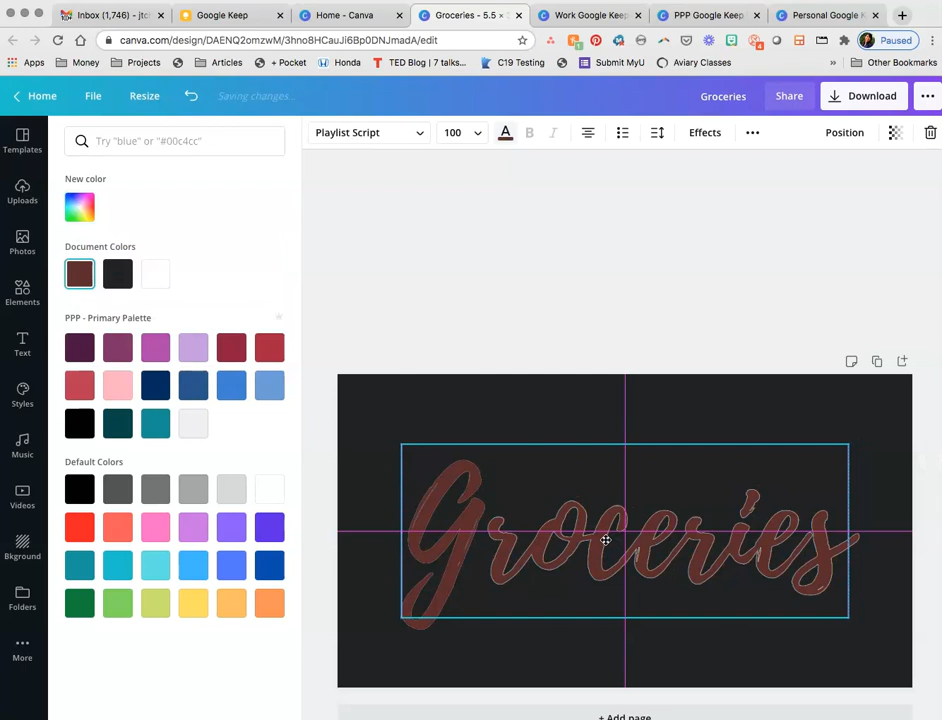 Inbox (1,746) - jtol
Google Keep
Home - Canva
Groceries - 5.5 ×
Work Google Keep
PPP Google Keep
Personal Google K
canva.com/design/DAENQ2omzwM/3hno8HCauJi6Bp0DNJmadA/edit
Paused
Apps
Money
Projects
Articles
+ Pocket
Honda
TED Blog | 7 talks...
C19 Testing
Submit MyU
Aviary Classes
»
Other Bookmarks
Home
File
Resize
Saving changes...
Groceries
Share
Download
Templates
Uploads
Photos
Elements
Text
Styles
Music
Videos
Bkground
Folders
More
Try "blue" or "#00c4cc"
New color
Document Colors
PPP - Primary Palette
Default Colors
Playlist Script
100
A
B
I
Effects
Position
Groceries
+ Add page